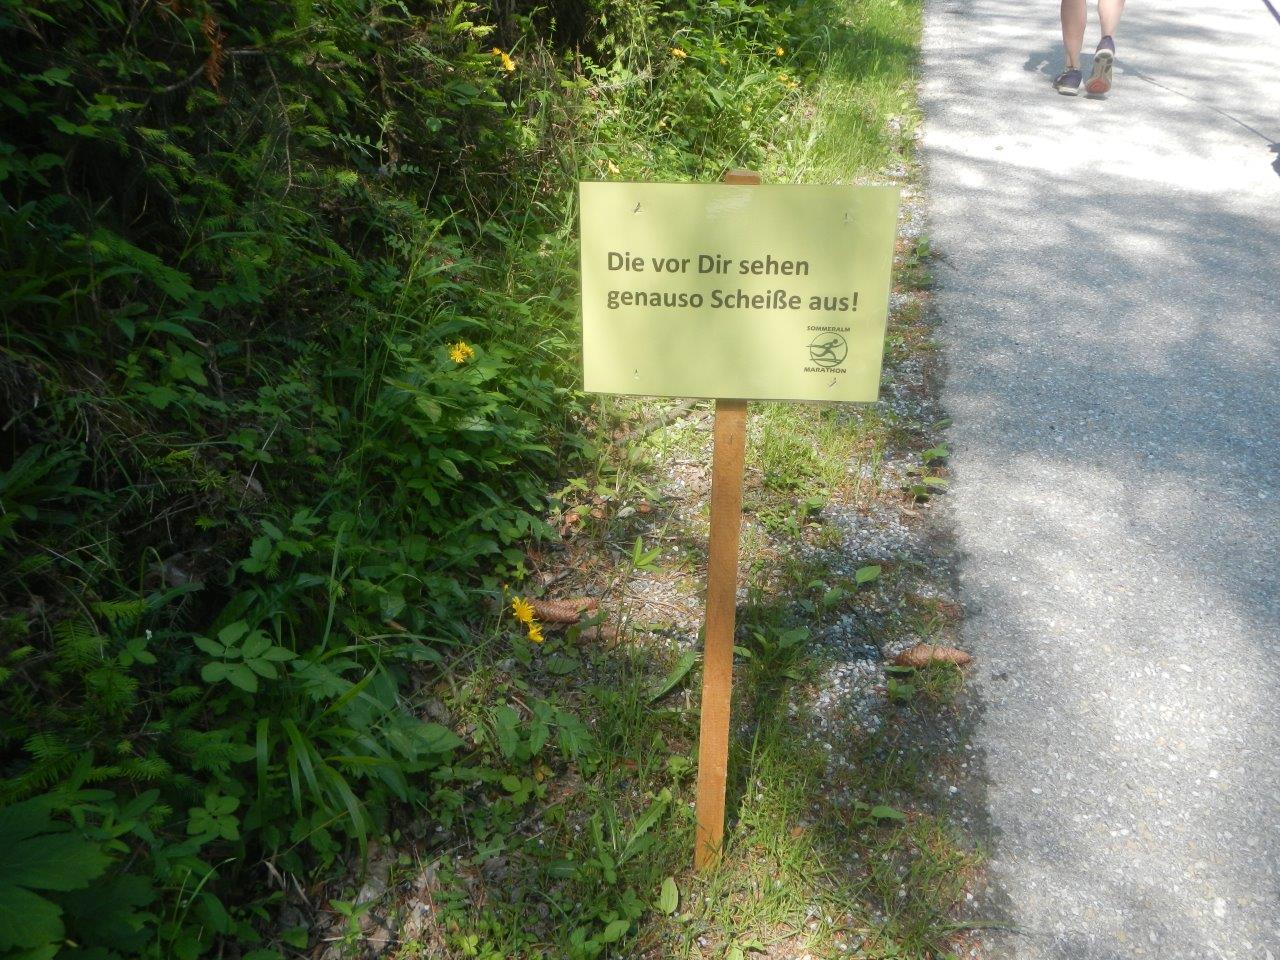 Die vor Dir sehen
genauso Scheiße aus!
SOMMERALM
MARATHON